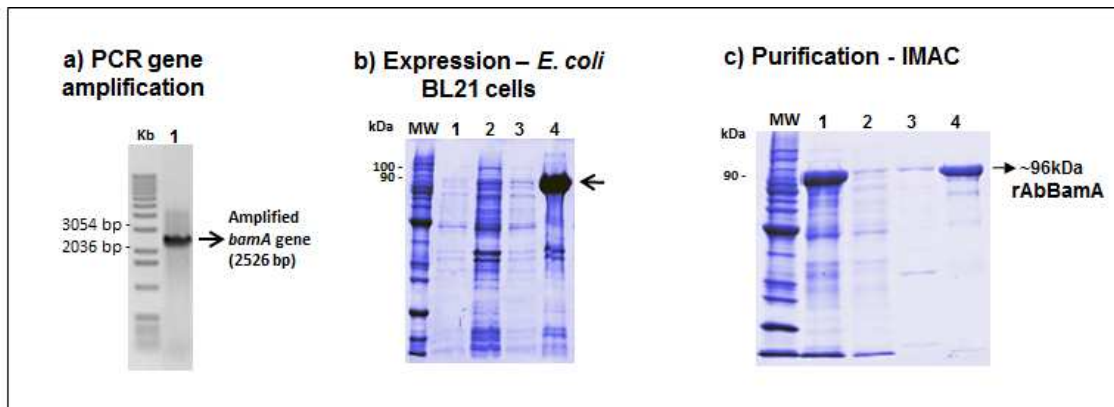 a) PCR gene
amplification
Kb 1
3054 bp -
2036 bp -
Amplified
bamA gene
(2526 bp)
b) Expression – E. coli
BL21 cells
kDa MW 1 2 3 4
100 -
90 -
c) Purification - IMAC
MW 1 2 3 4
kDa
90 -
~96kDa
rAbBamA